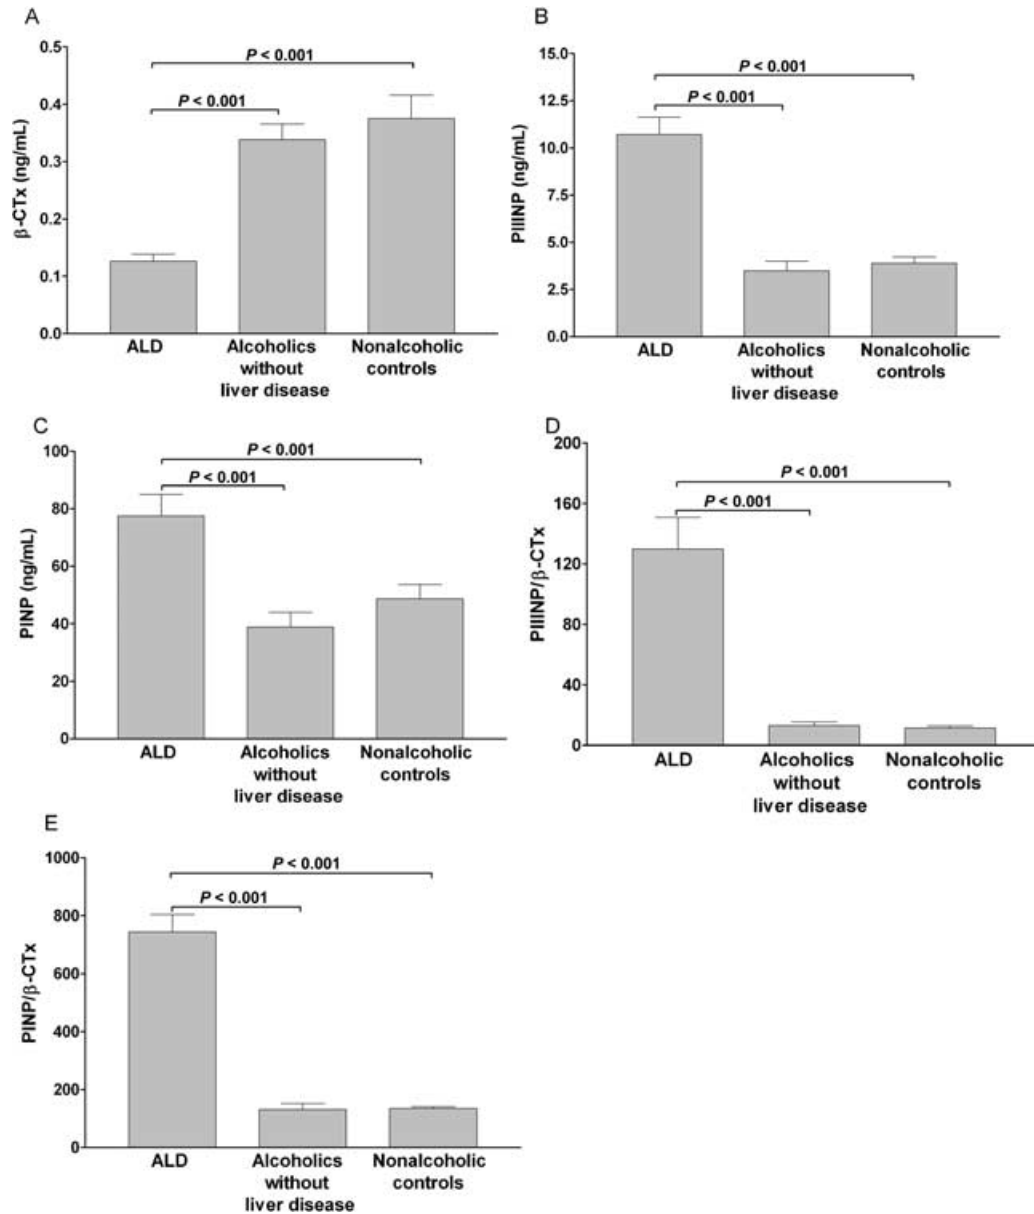 A
β-CTx (ng/mL)
0.5
0.4
0.3
0.2
0.1
0.0
P < 0.001
P < 0.001
ALD
Alcoholics
without
liver disease
Nonalcoholic
controls
B
PIIINP (ng/mL)
15.0
12.5
10.0
7.5
5.0
2.5
0.0
P < 0.001
P < 0.001
ALD
Alcoholics
without
liver disease
Nonalcoholic
controls
C
PINP (ng/mL)
100
80
60
40
20
0
P < 0.001
P < 0.001
ALD
Alcoholics
without
liver disease
Nonalcoholic
controls
D
PIIINP/β-CTx
200
160
120
80
40
0
P < 0.001
P < 0.001
ALD
Alcoholics
without
liver disease
Nonalcoholic
controls
E
PINP/β-CTx
1000
800
600
400
200
0
P < 0.001
P < 0.001
ALD
Alcoholics
without
liver disease
Nonalcoholic
controls